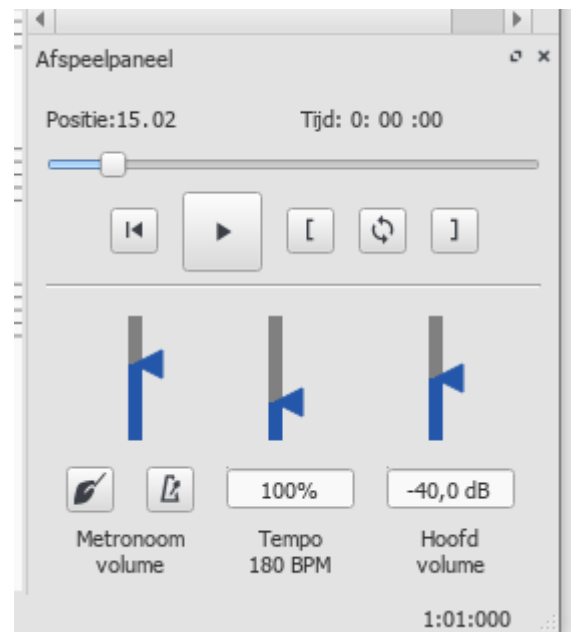 Afspeelpaneel
Positie:15.02 Tijd: 0: 00 :00
[ ]
100% -40,0 dB
Metronoom Tempo Hoofd
volume 180 BPM volume
1:01:000